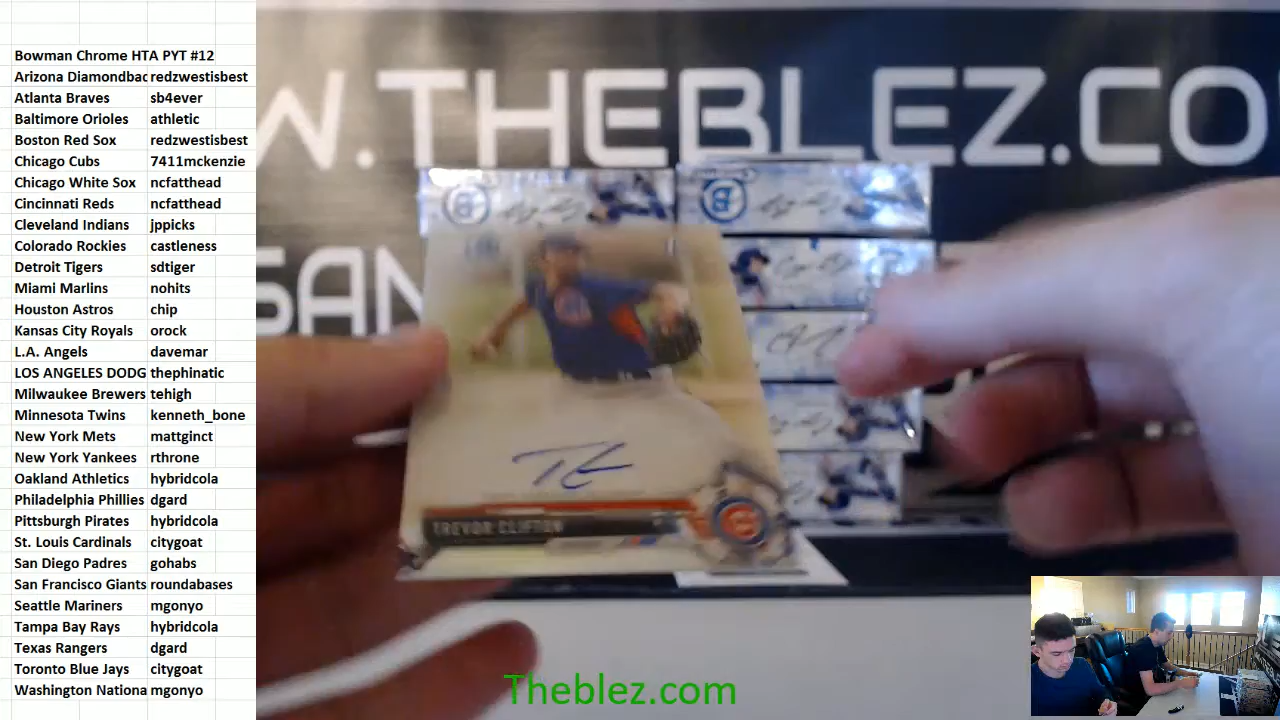 Bowman Chrome HTA PYT #12
Arizona Diamondbac redzwestisbest
Atlanta Braves sb4ever
Baltimore Orioles athletic
Boston Red Sox redzwestisbest
Chicago Cubs 7411mckenzie
Chicago White Sox ncfatthead
Cincinnati Reds ncfatthead
Cleveland Indians jppicks
Colorado Rockies castleness
Detroit Tigers sdtiger
Miami Marlins nohits
Houston Astros chip
Kansas City Royals orock
L.A. Angels davemar
LOS ANGELES DODG thephinatic
Milwaukee Brewers tehigh
Minnesota Twins kenneth_bone
New York Mets mattginct
New York Yankees rthrone
Oakland Athletics hybridcola
Philadelphia Phillies dgard
Pittsburgh Pirates hybridcola
St. Louis Cardinals citygoat
San Diego Padres gohabs
San Francisco Giants roundabases
Seattle Mariners mgonyo
Tampa Bay Rays hybridcola
Texas Rangers dgard
Toronto Blue Jays citygoat
Washington Nationa mgonyo
W.THEBLEZ.CO
SAN
B
B
TREVOR CLIFTON
C
Theblez.com